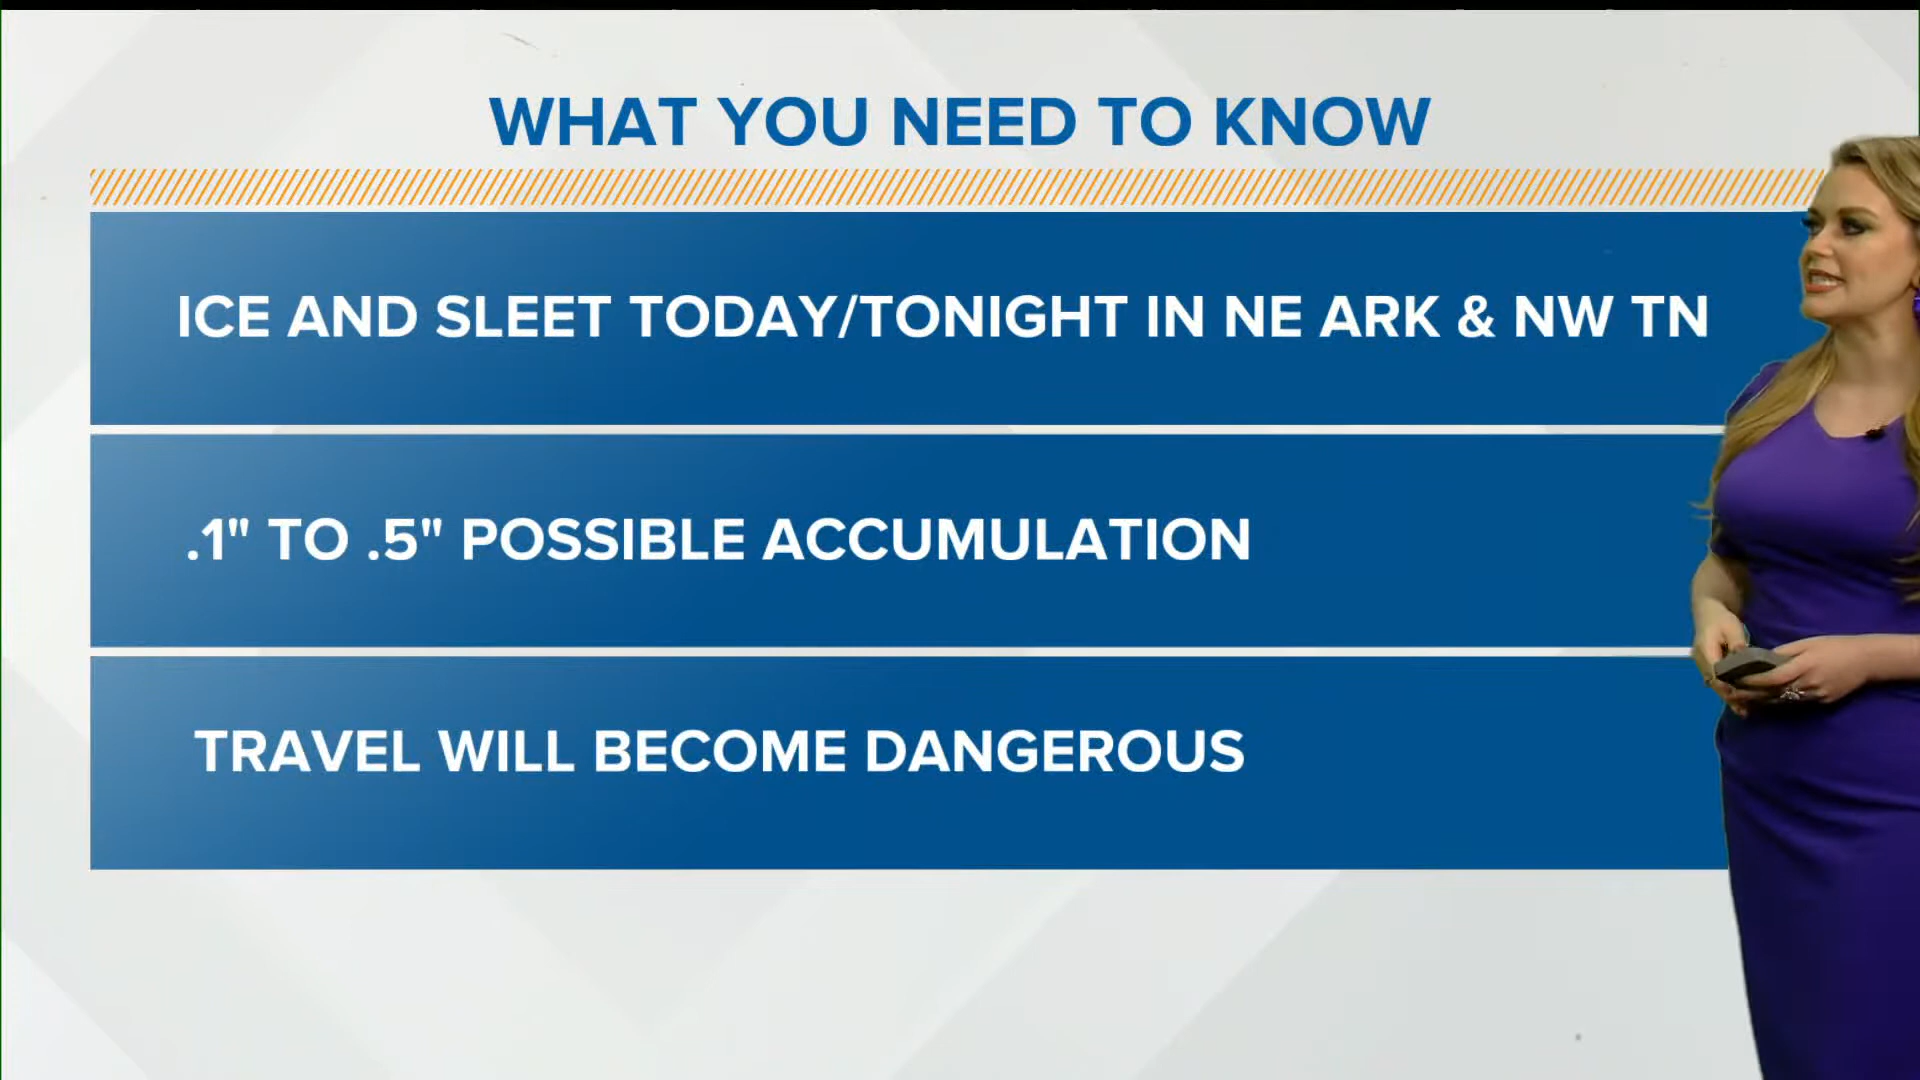 WHAT YOU NEED TO KNOW
ICE AND SLEET TODAY/TONIGHT IN NE ARK & NW TN
.1" TO .5" POSSIBLE ACCUMULATION
TRAVEL WILL BECOME DANGEROUS